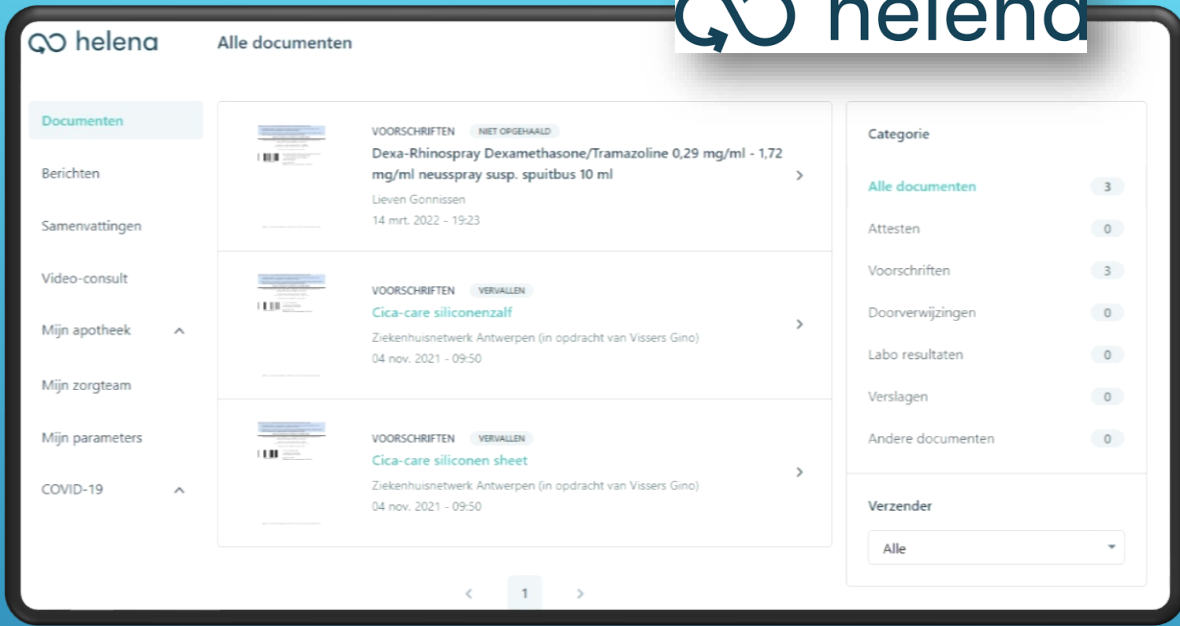 helena
helena
Alle documenten
Documenten
Berichten
Samenvattingen
Video-consult
Mijn apotheek
Mijn zorgteam
Mijn parameters
COVID-19
VOORSCHRIFTEN NIET OPGEHAALD
Dexa-Rhinospray Dexamethasone/Tramazoline 0,29 mg/ml - 1,72
mg/ml neusspray susp. spuitbus 10 ml
Lieven Gonnissen
14 mrt. 2022 - 19:23
VOORSCHRIFTEN VERVALLEN
Cica-care siliconenzalf
Ziekenhuisnetwerk Antwerpen (in opdracht van Vissers Gino)
04 nov. 2021 - 09:50
VOORSCHRIFTEN VERVALLEN
Cica-care siliconen sheet
Ziekenhuisnetwerk Antwerpen (in opdracht van Vissers Gino)
04 nov. 2021 - 09:50
< 1 >
Categorie
Alle documenten 3
Attesten 0
Voorschriften 3
Doorverwijzingen 0
Labo resultaten 0
Verslagen 0
Andere documenten 0
Verzender
Alle